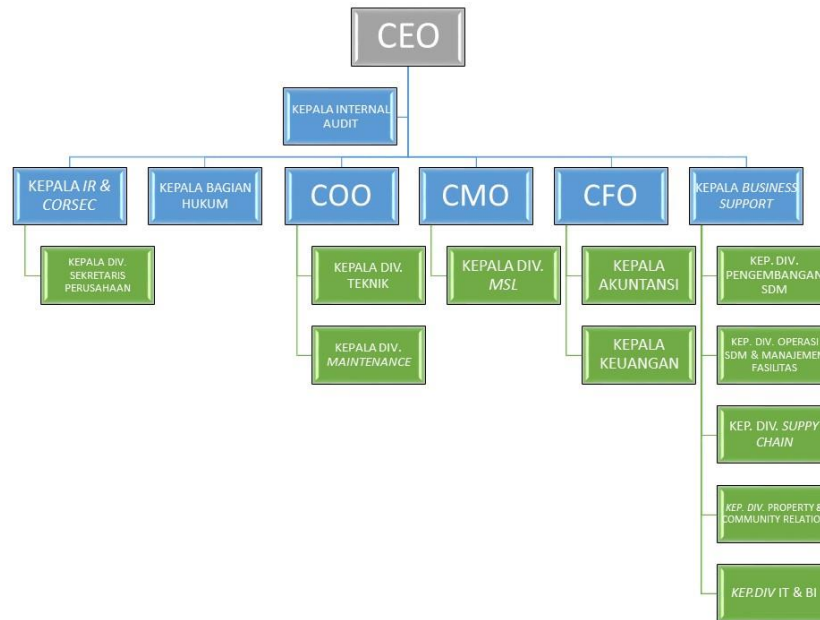 CEO
KEPALA INTERNAL
AUDIT
KEPALA IR &
CORSEC
KEPALA BAGIAN
HUKUM
COO
CMO
CFO
KEPALA BUSINESS
SUPPORT
KEPALA DIV.
SEKRETARIS
PERUSAHAAN
KEPALA DIV.
TEKNIK
KEPALA DIV.
MAINTENANCE
KEPALA DIV.
MSL
KEPALA
AKUNTANSI
KEPALA
KEUANGAN
KEP. DIV.
PENGEMBANGAN
SDM
KEP. DIV. OPERASI
SDM & MANAJEMEN
FASILITAS
KEP. DIV. SUPPY
CHAIN
KEP. DIV. PROPERTY &
COMMUNITY RELATION
KEP.DIV IT & BI